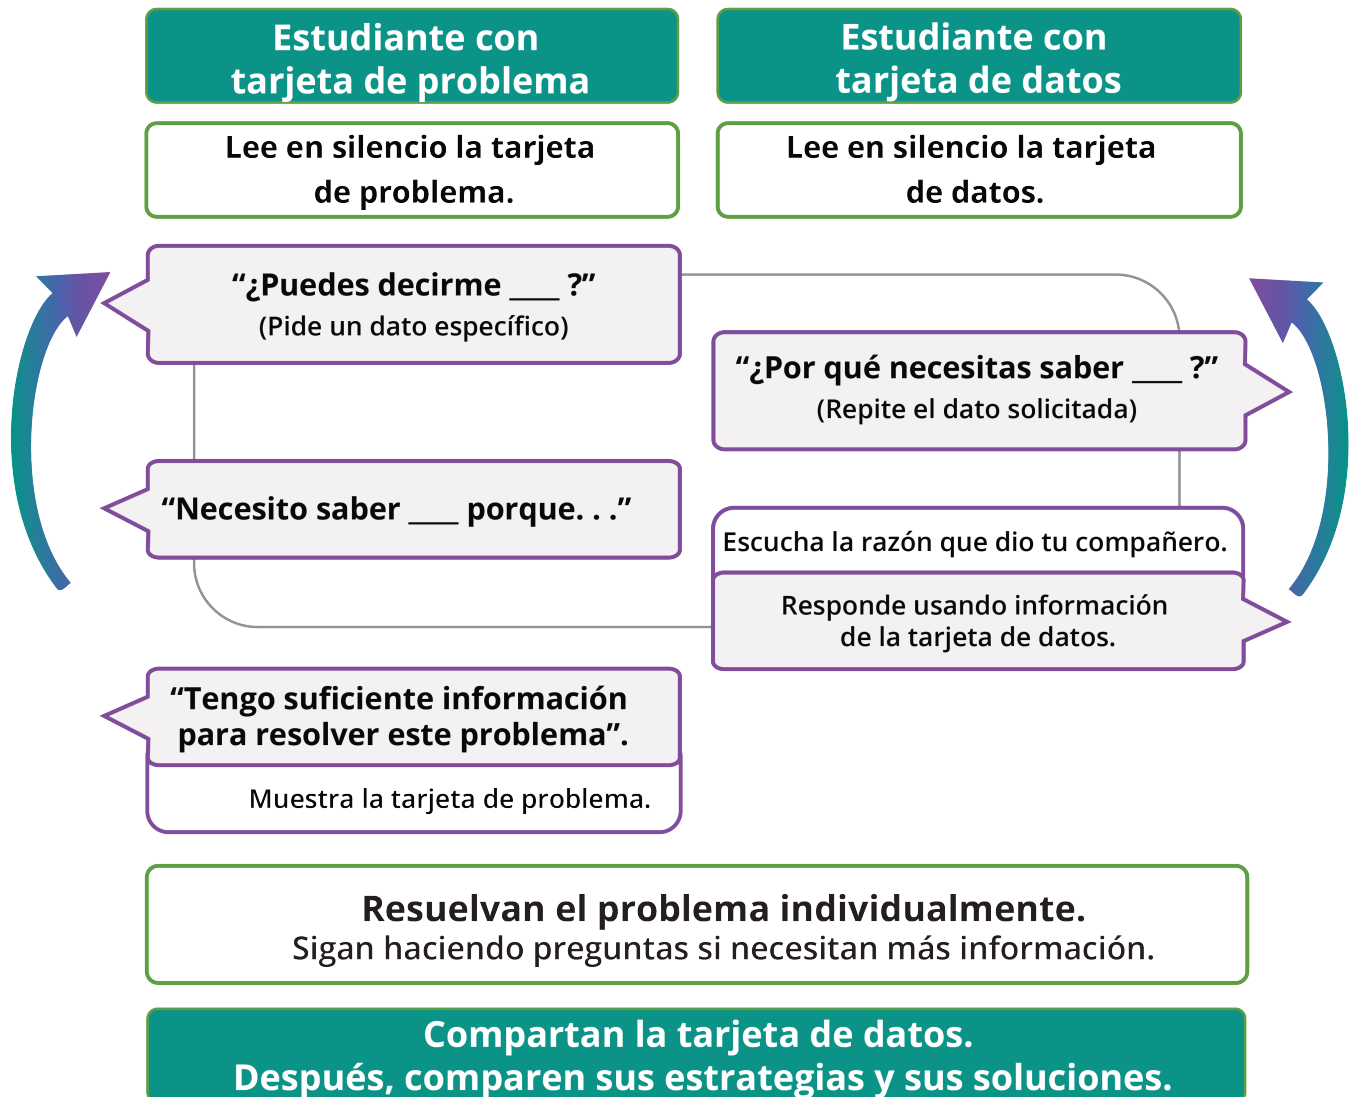 Estudiante con
tarjeta de problema
Estudiante con
tarjeta de datos
Lee en silencio la tarjeta
de problema.
Lee en silencio la tarjeta
de datos.
“¿Puedes decirme ____ ?”
(Pide un dato específico)
“¿Por qué necesitas saber ____ ?”
(Repite el dato solicitada)
“Necesito saber ____ porque. . .”
Escucha la razón que dio tu compañero.
Responde usando información
de la tarjeta de datos.
“Tengo suficiente información
para resolver este problema”.
Muestra la tarjeta de problema.
Resuelvan el problema individualmente.
Sigan haciendo preguntas si necesitan más información.
Compartan la tarjeta de datos.
Después, comparen sus estrategias y sus soluciones.